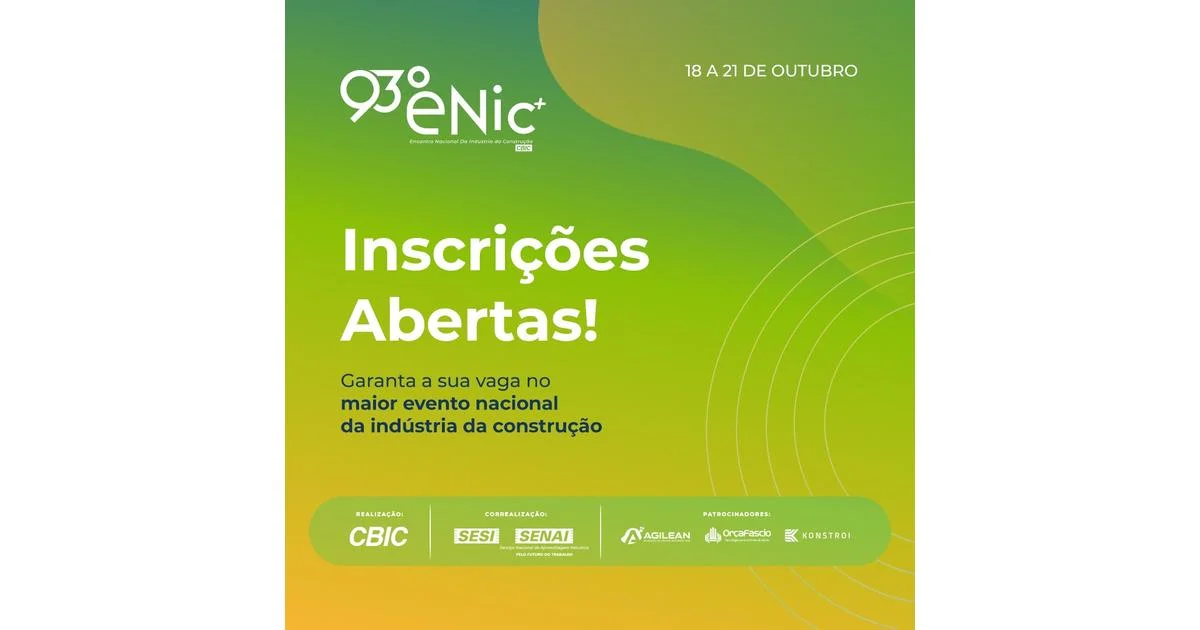 93º eNic+
Encontro Nacional Da Indústria da Construção
CBIC
18 A 21 DE OUTUBRO
Inscrições
Abertas!
Garanta a sua vaga no
maior evento nacional
da indústria da construção
REALIZAÇÃO:
CBIC
CORREALIZAÇÃO:
SESI SENAI
Serviço Nacional de Aprendizagem Industrial
PELO FUTURO DO TRABALHO
PATROCINADORES:
AGILEAN OrçaFascio KONSTROI